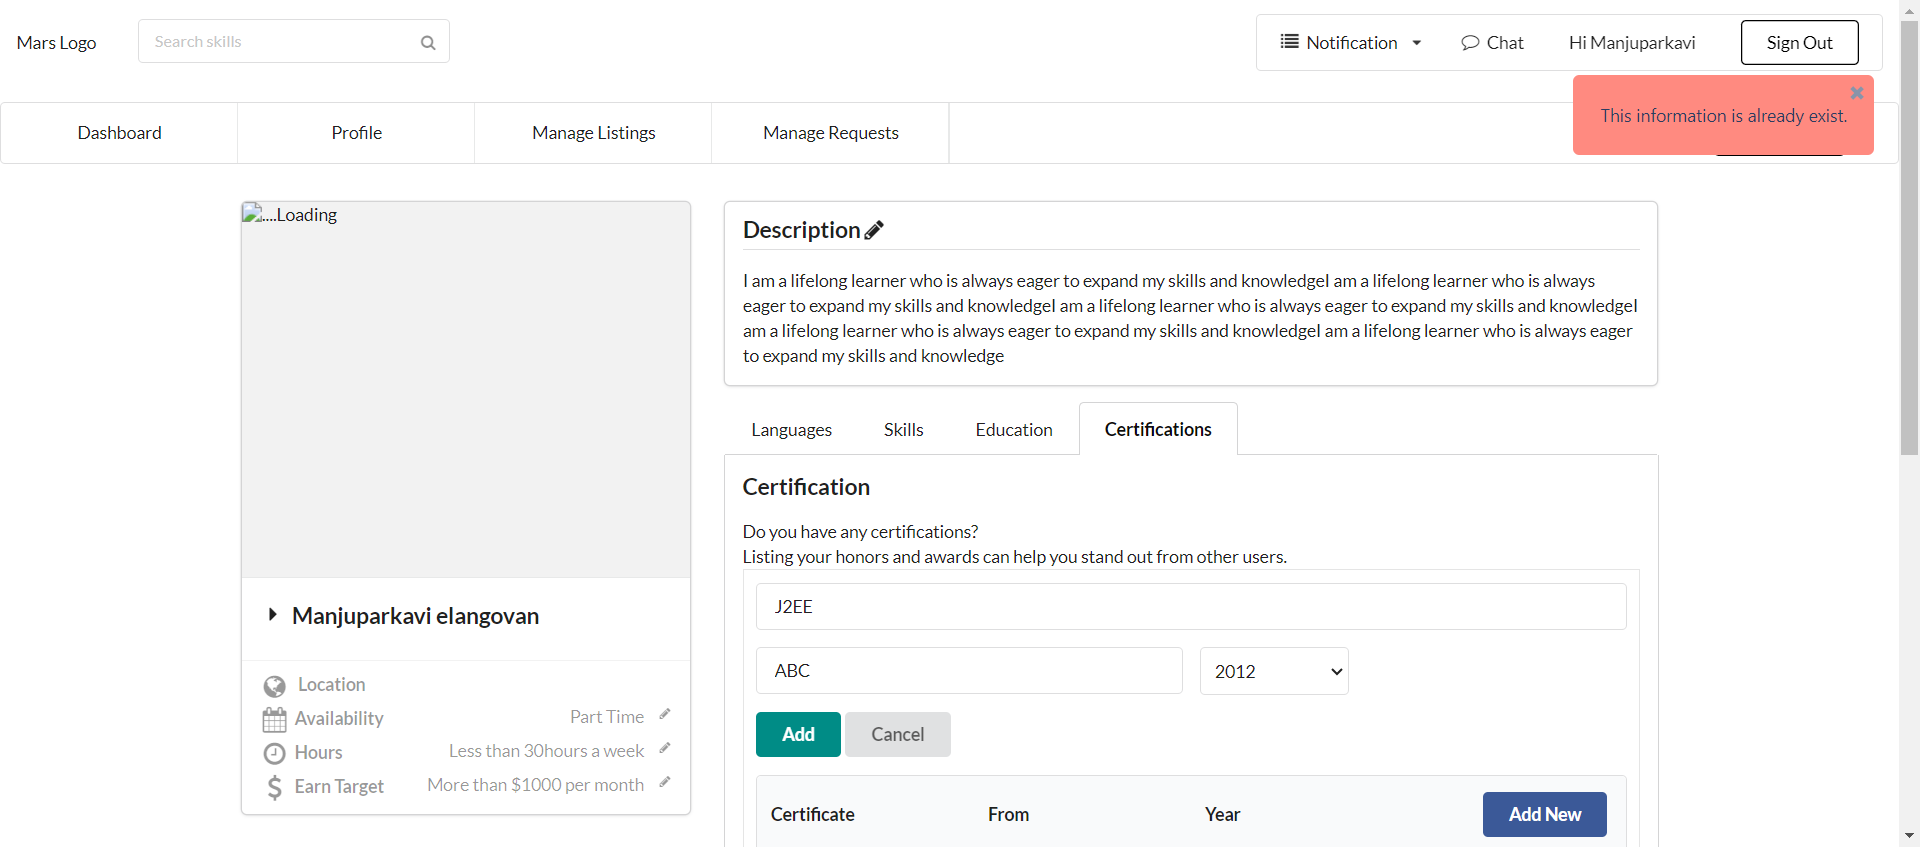 Mars Logo
Search skills
Notification
Chat
Hi Manjuparkavi
Sign Out
This information is already exist.
Dashboard
Profile
Manage Listings
Manage Requests
....Loading
Manjuparkavi elangovan
Location
Availability
Part Time
Hours
Less than 30hours a week
Earn Target
More than $1000 per month
Description
I am a lifelong learner who is always eager to expand my skills and knowledgeI am a lifelong learner who is always
eager to expand my skills and knowledgeI am a lifelong learner who is always eager to expand my skills and knowledgeI
am a lifelong learner who is always eager to expand my skills and knowledgeI am a lifelong learner who is always eager
to expand my skills and knowledge
Languages
Skills
Education
Certifications
Certification
Do you have any certifications?
Listing your honors and awards can help you stand out from other users.
J2EE
ABC
2012
Add
Cancel
Certificate
From
Year
Add New